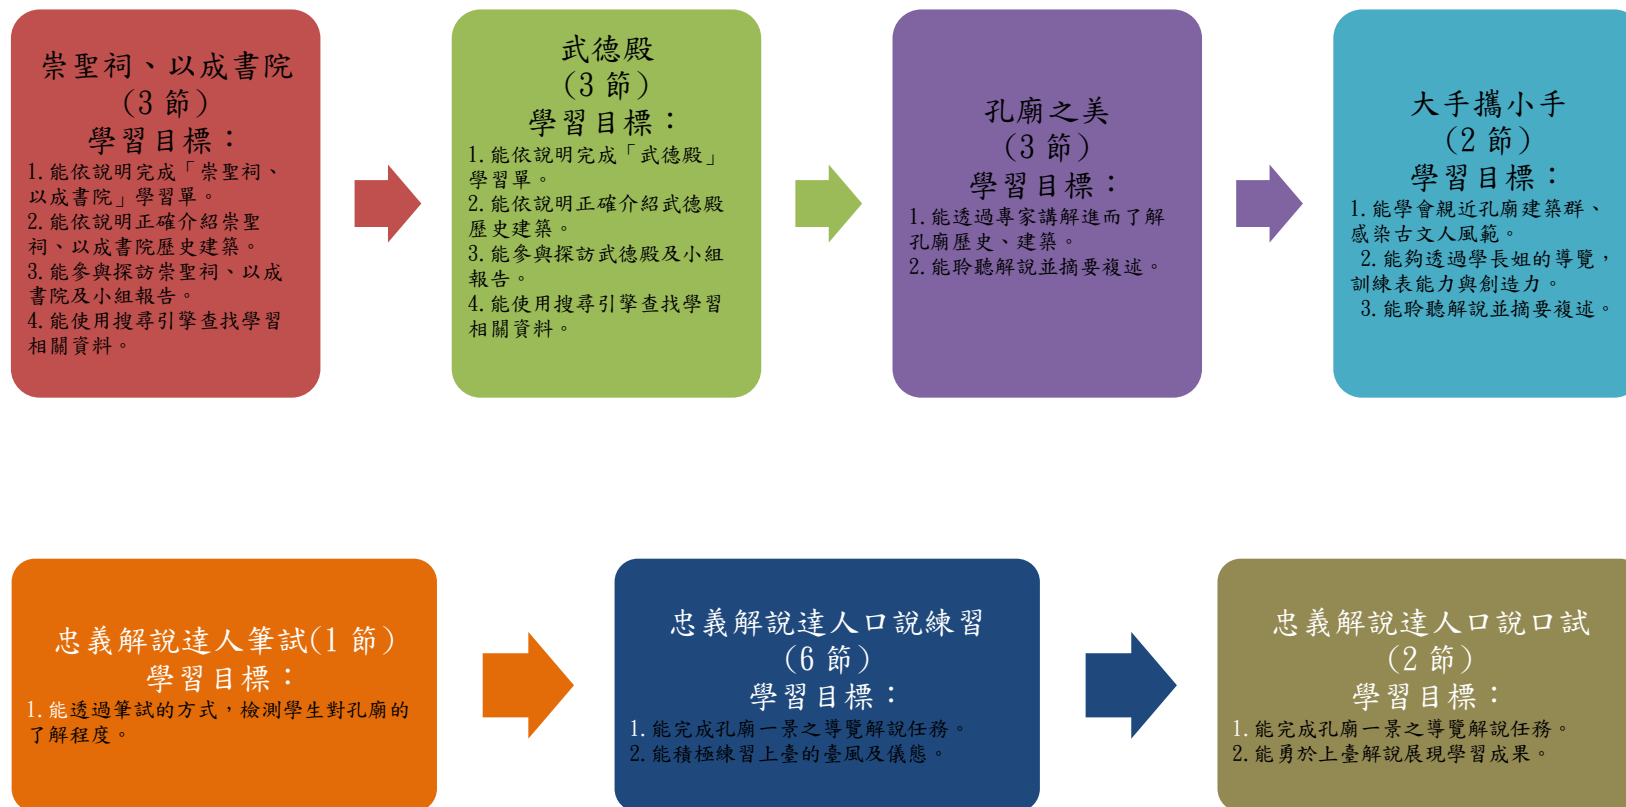 崇聖祠、以成書院
(3 節)
學習目標：
1.能依說明完成「崇聖祠、
以成書院」學習單。
2.能依說明正確介紹崇聖
祠、以成書院歷史建築。
3.能參與探訪崇聖祠、以成
書院及小組報告。
4.能使用搜尋引擎查找學習
相關資料。
武德殿
(3 節)
學習目標：
1.能依說明完成「武德殿」
學習單。
2.能依說明正確介紹武德殿
歷史建築。
3.能參與探訪武德殿及小組
報告。
4.能使用搜尋引擎查找學習
相關資料。
孔廟之美
(3 節)
學習目標：
1.能透過專家講解進而了解
孔廟歷史、建築。
2.能聆聽解說並摘要複述。
大手攜小手
(2 節)
學習目標：
1.能學會親近孔廟建築群、
感染古文人風範。
2.能夠透過學長姐的導覽，
訓練表能力與創造力。
3.能聆聽解說並摘要複述。
忠義解說達人筆試(1 節)
學習目標：
1.能透過筆試的方式，檢測學生對孔廟的
了解程度。
忠義解說達人口說練習
(6 節)
學習目標：
1.能完成孔廟一景之導覽解說任務。
2.能積極練習上臺的臺風及儀態。
忠義解說達人口說口試
(2 節)
學習目標：
1.能完成孔廟一景之導覽解說任務。
2.能勇於上臺解說展現學習成果。